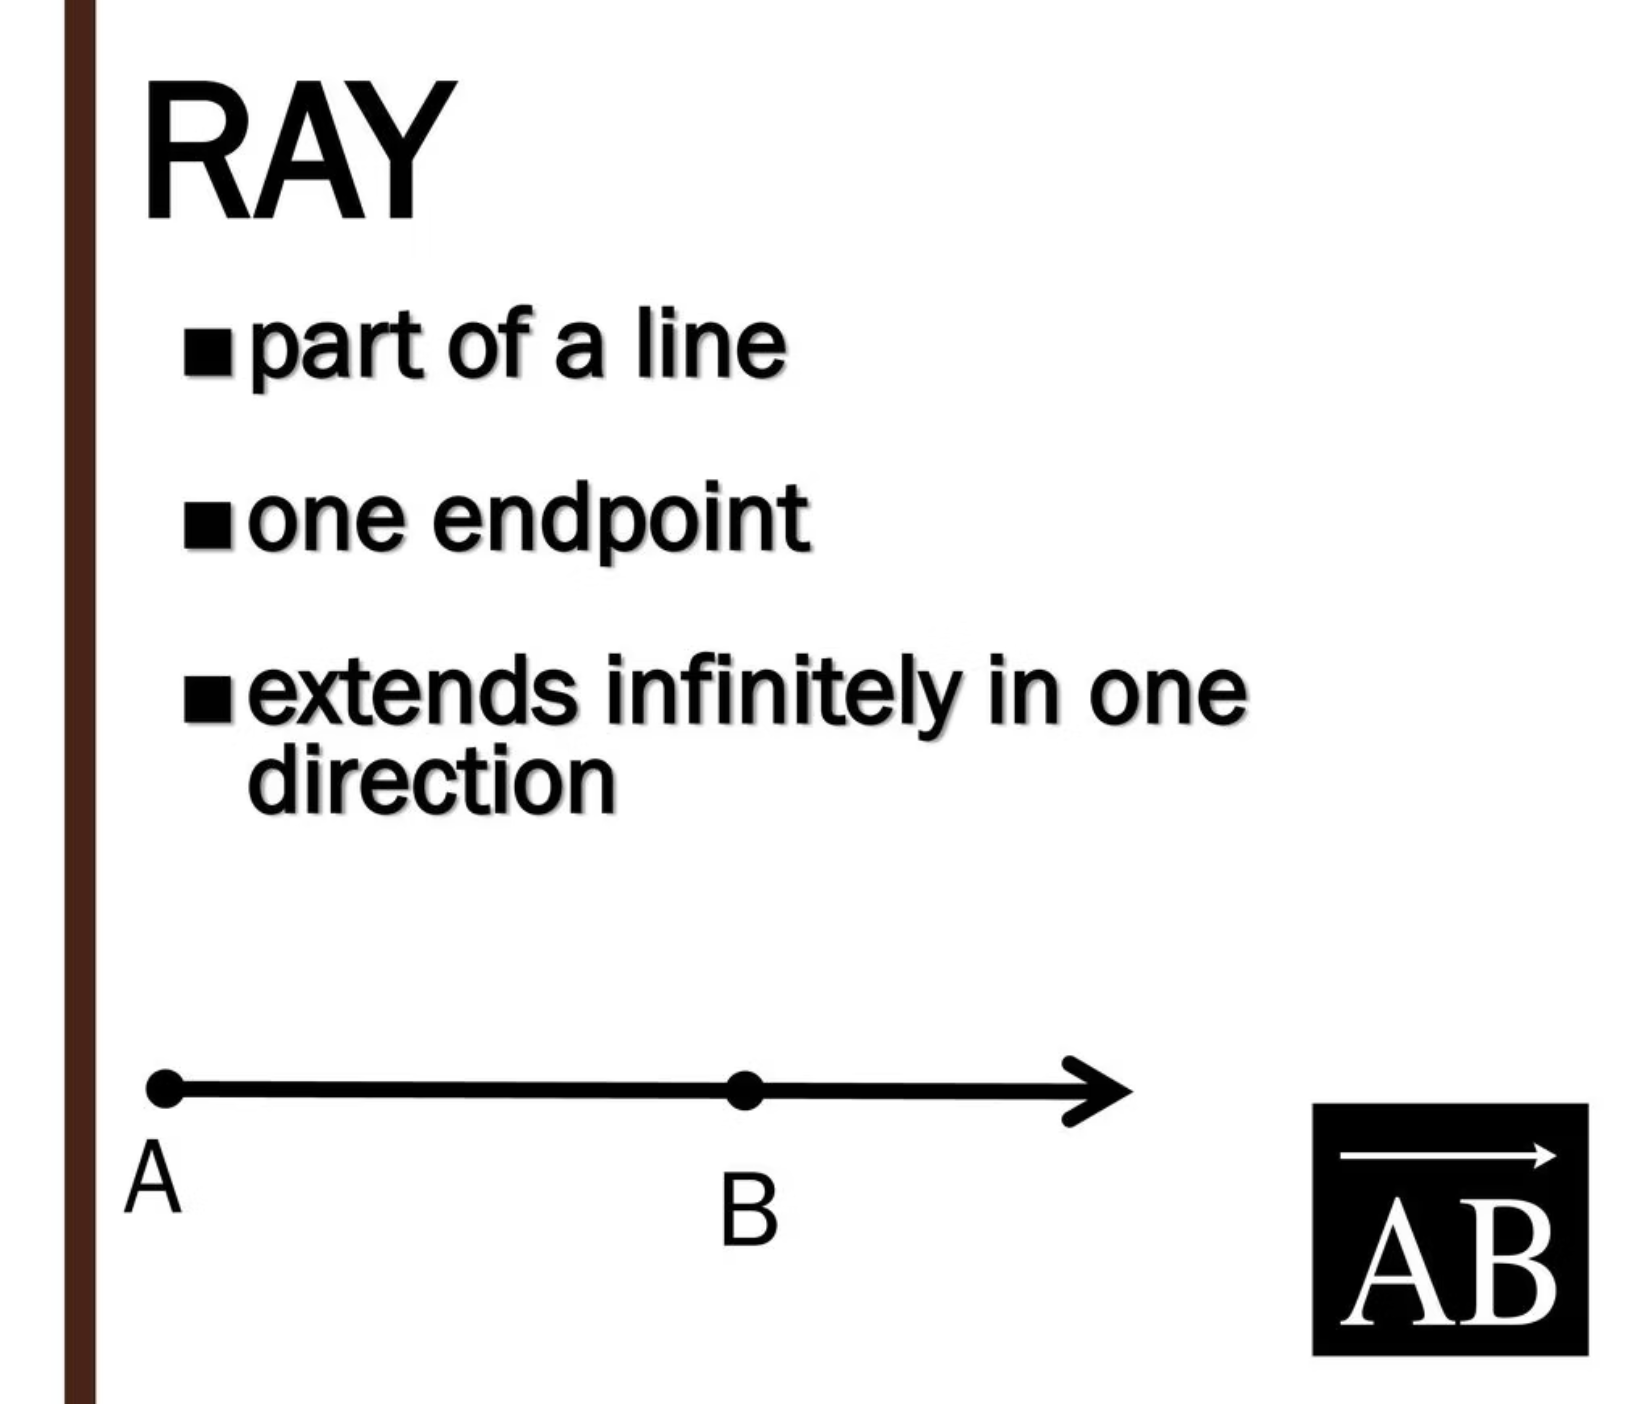 RAY
■ part of a line
■ one endpoint
■ extends infinitely in one
direction
A
B
AB